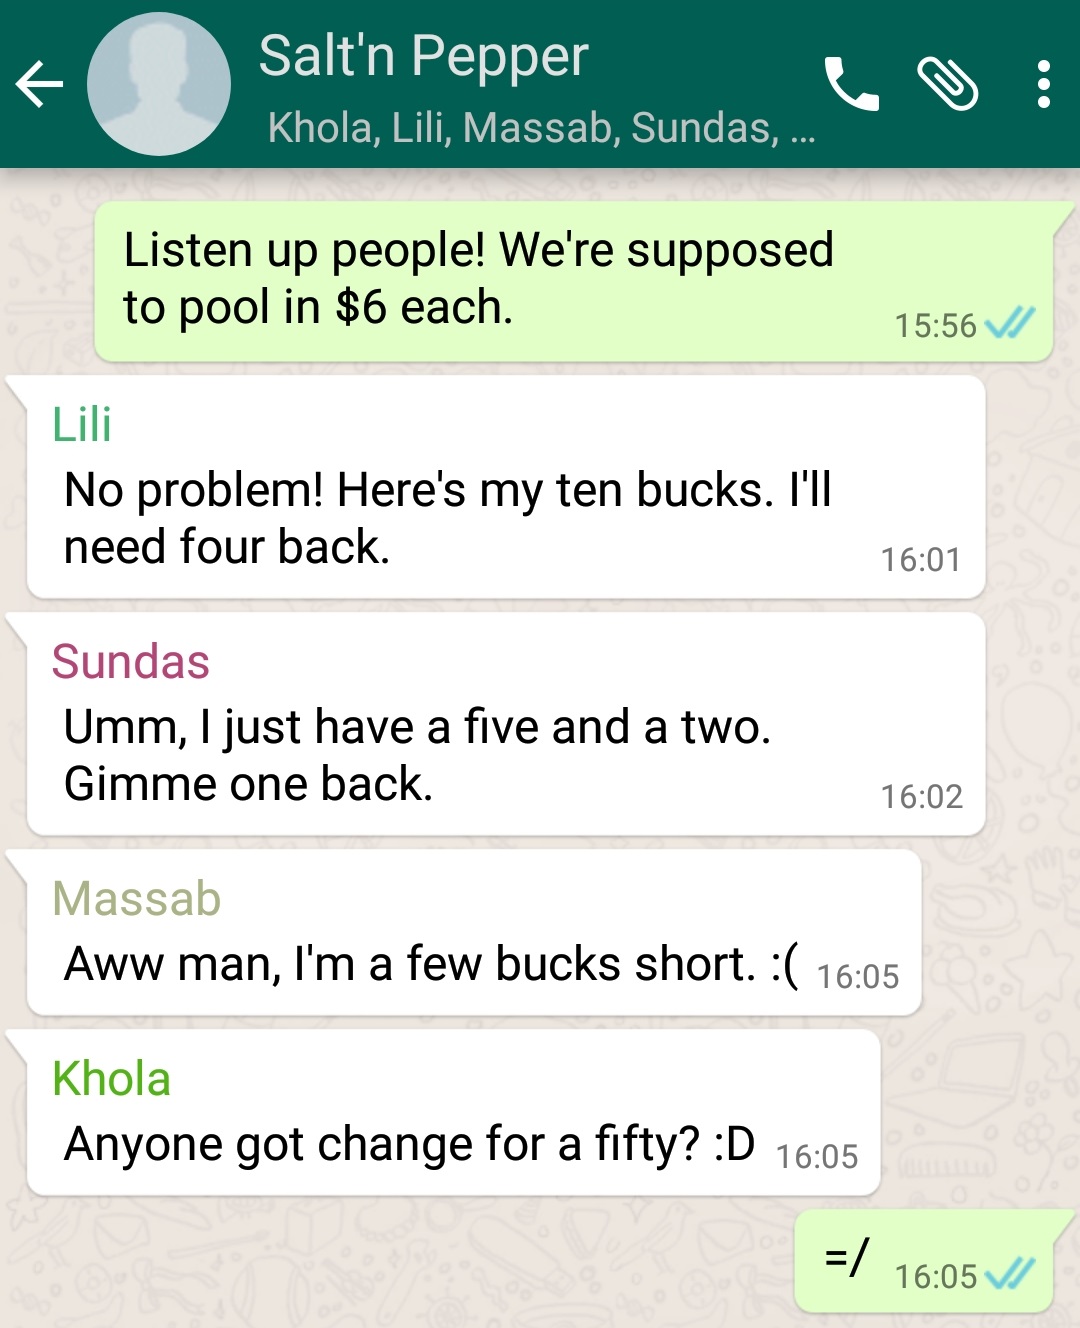 Salt'n Pepper
Khola, Lili, Massab, Sundas, ...
Listen up people! We're supposed
to pool in $6 each.
15:56
Lili
No problem! Here's my ten bucks. I'll
need four back.
16:01
Sundas
Umm, I just have a five and a two.
Gimme one back.
16:02
Massab
Aww man, I'm a few bucks short. :( 16:05
Khola
Anyone got change for a fifty? :D 16:05
=/ 16:05